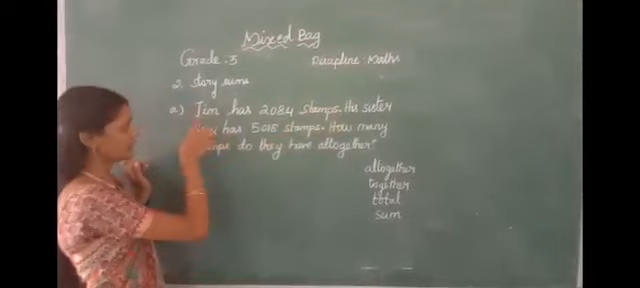 Mixed Bag
Grade - 3 Discipline: Maths
2. Story sums
a) Jim has 2084 stamps. His sister
has 5015 stamps. How many
do they have altogether?
altogether
together
total
sum